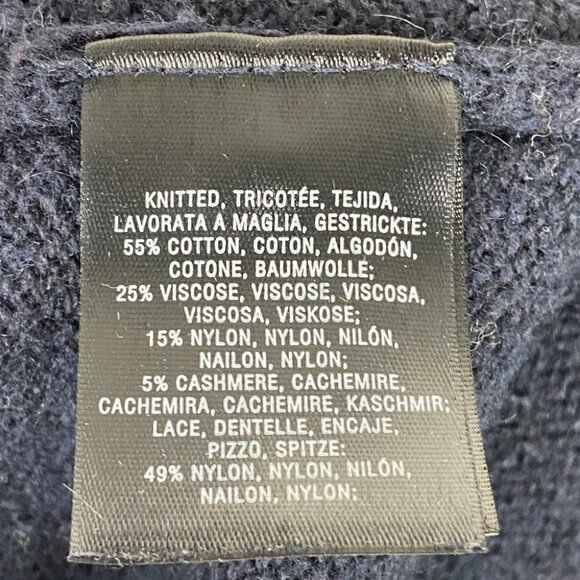 KNITTED, TRICOTÉE, TEJIDA,
LAVORATA A MAGLIA, GESTRICKTE:
55% COTTON, COTON, ALGODÓN,
COTONE, BAUMWOLLE;
25% VISCOSE, VISCOSE, VISCOSA,
VISCOSA, VISKOSE;
15% NYLON, NYLON, NILÓN,
NAILON, NYLON;
5% CASHMERE, CACHEMIRE,
CACHEMIRA, CACHEMIRE, KASCHMIR;
LACE, DENTELLE, ENCAJE,
PIZZO, SPITZE:
49% NYLON, NYLON, NILÓN,
NAILON, NYLON;